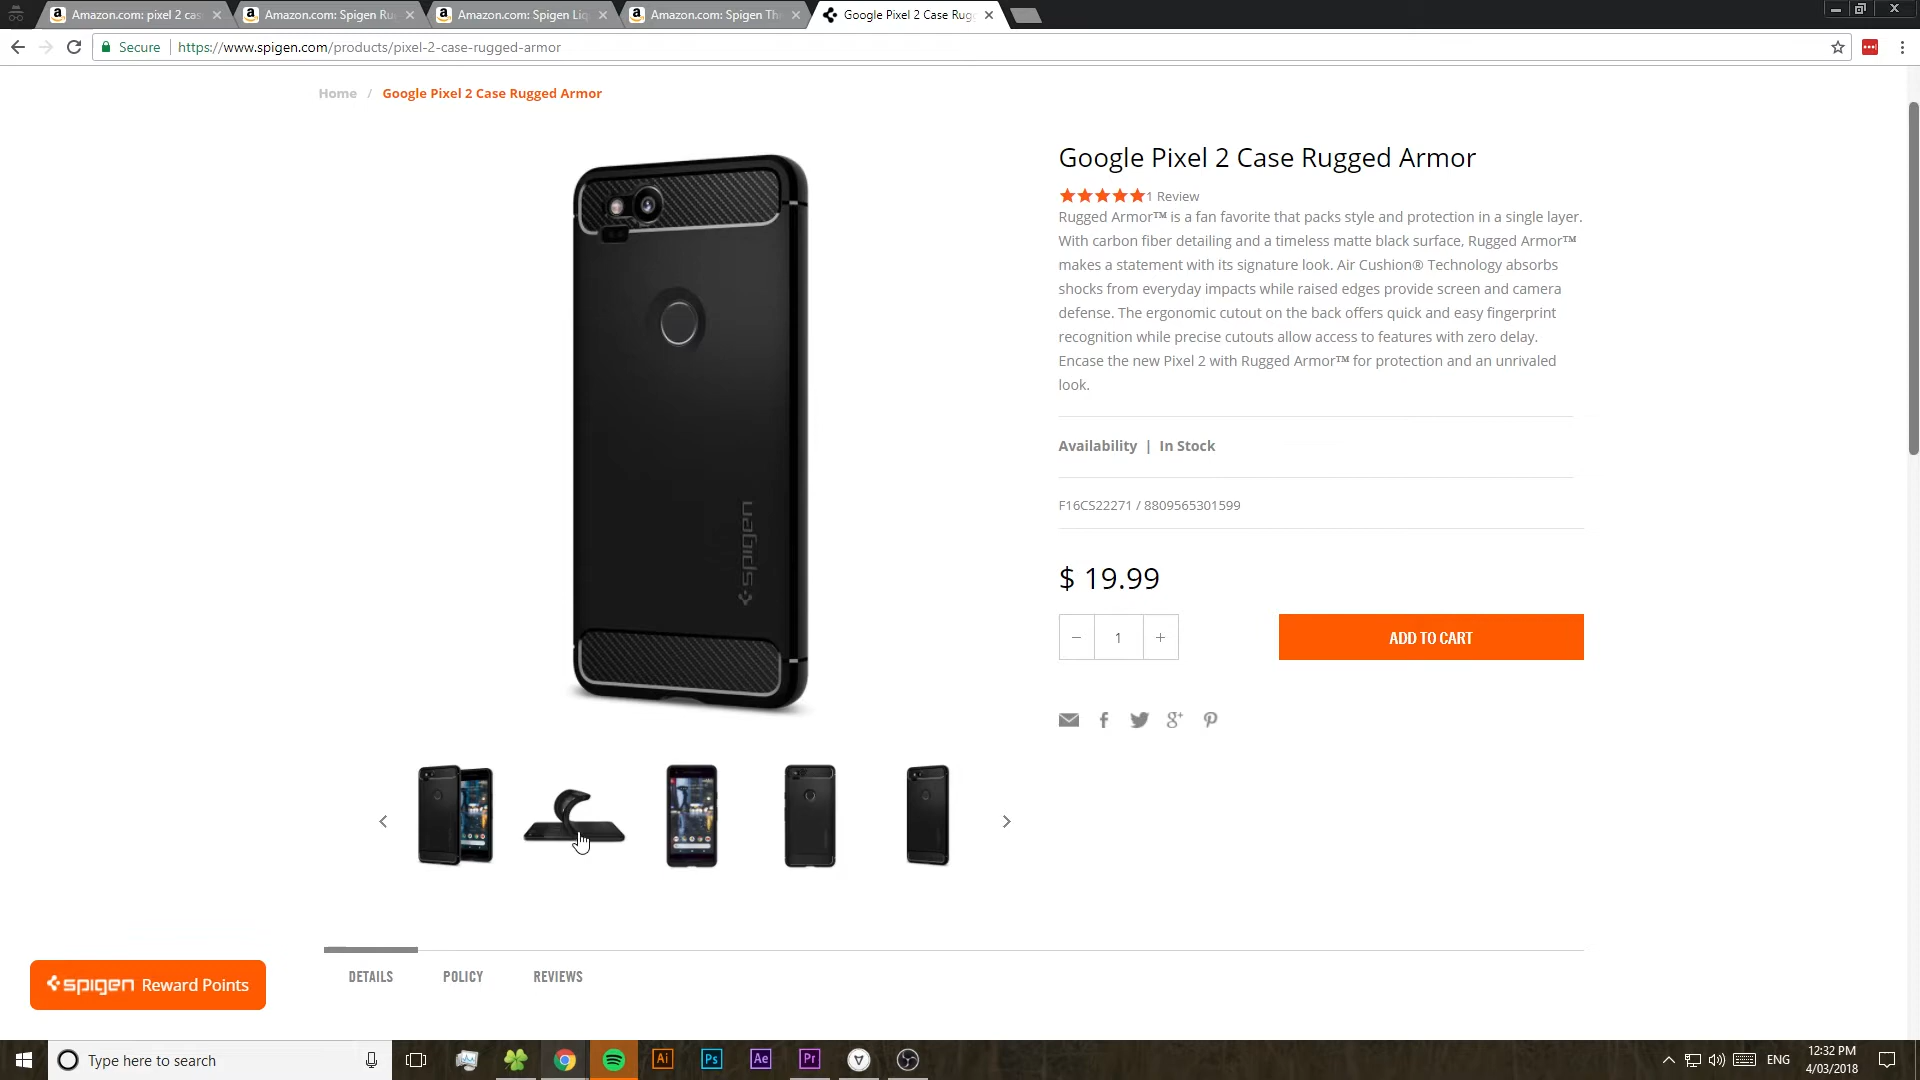 Amazon.com: pixel 2 cas
Amazon.com: Spigen Ru
Amazon.com: Spigen Liq
Amazon.com: Spigen Thi
Google Pixel 2 Case Rugg
Secure
https://www.spigen.com/products/pixel-2-case-rugged-armor
Home / Google Pixel 2 Case Rugged Armor
Google Pixel 2 Case Rugged Armor
1 Review
Rugged Armor™ is a fan favorite that packs style and protection in a single layer.
With carbon fiber detailing and a timeless matte black surface, Rugged Armor™
makes a statement with its signature look. Air Cushion® Technology absorbs
shocks from everyday impacts while raised edges provide screen and camera
defense. The ergonomic cutout on the back offers quick and easy fingerprint
recognition while precise cutouts allow access to features with zero delay.
Encase the new Pixel 2 with Rugged Armor™ for protection and an unrivaled
look.
Availability | In Stock
F16CS22271 / 8809565301599
$ 19.99
− 1 +
ADD TO CART
spigen
DETAILS
POLICY
REVIEWS
spigen Reward Points
Type here to search
Ai
Ps
Ae
Pr
ENG
12:32 PM
4/03/2018